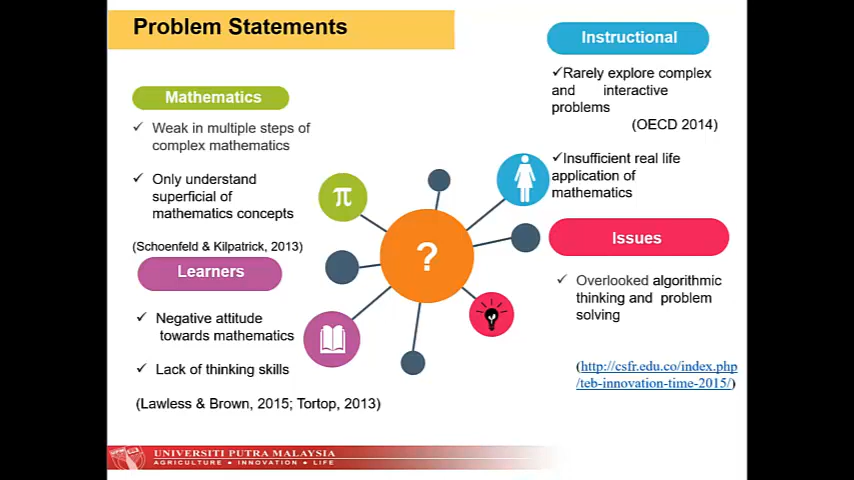 Problem Statements
Mathematics
✓ Weak in multiple steps of
complex mathematics
✓ Only understand
superficial of
mathematics concepts
(Schoenfeld & Kilpatrick, 2013)
Learners
✓ Negative attitude
towards mathematics
✓ Lack of thinking skills
(Lawless & Brown, 2015; Tortop, 2013)
π
?
Instructional
✓Rarely explore complex
and interactive
problems
(OECD 2014)
✓Insufficient real life
application of
mathematics
Issues
✓ Overlooked algorithmic
thinking and problem
solving
(http://csfr.edu.co/index.php
/teb-innovation-time-2015/)
UNIVERSITI PUTRA MALAYSIA
AGRICULTURE • INNOVATION • LIFE